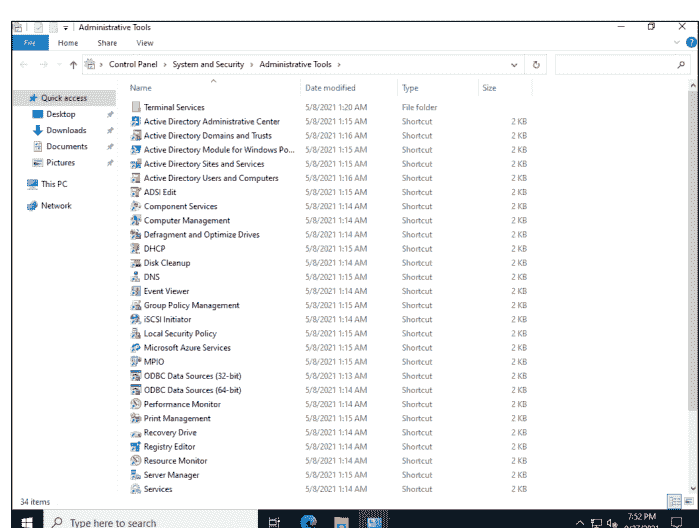 Administrative Tools
File Home Share View
Control Panel > System and Security > Administrative Tools >
Name Date modified Type Size
Quick access
Desktop
Downloads
Documents
Pictures
This PC
Network
Terminal Services 5/8/2021 1:20 AM File folder
Active Directory Administrative Center 5/8/2021 1:15 AM Shortcut 2 KB
Active Directory Domains and Trusts 5/8/2021 1:16 AM Shortcut 2 KB
Active Directory Module for Windows Po... 5/8/2021 1:15 AM Shortcut 2 KB
Active Directory Sites and Services 5/8/2021 1:15 AM Shortcut 2 KB
Active Directory Users and Computers 5/8/2021 1:16 AM Shortcut 2 KB
ADSI Edit 5/8/2021 1:15 AM Shortcut 2 KB
Component Services 5/8/2021 1:14 AM Shortcut 2 KB
Computer Management 5/8/2021 1:14 AM Shortcut 2 KB
Defragment and Optimize Drives 5/8/2021 1:14 AM Shortcut 2 KB
DHCP 5/8/2021 1:15 AM Shortcut 2 KB
Disk Cleanup 5/8/2021 1:14 AM Shortcut 2 KB
DNS 5/8/2021 1:15 AM Shortcut 2 KB
Event Viewer 5/8/2021 1:14 AM Shortcut 2 KB
Group Policy Management 5/8/2021 1:15 AM Shortcut 2 KB
iSCSI Initiator 5/8/2021 1:14 AM Shortcut 2 KB
Local Security Policy 5/8/2021 1:15 AM Shortcut 2 KB
Microsoft Azure Services 5/8/2021 1:15 AM Shortcut 2 KB
MPIO 5/8/2021 1:15 AM Shortcut 2 KB
ODBC Data Sources (32-bit) 5/8/2021 1:13 AM Shortcut 2 KB
ODBC Data Sources (64-bit) 5/8/2021 1:14 AM Shortcut 2 KB
Performance Monitor 5/8/2021 1:14 AM Shortcut 2 KB
Print Management 5/8/2021 1:15 AM Shortcut 2 KB
Recovery Drive 5/8/2021 1:14 AM Shortcut 2 KB
Registry Editor 5/8/2021 1:14 AM Shortcut 2 KB
Resource Monitor 5/8/2021 1:14 AM Shortcut 2 KB
Server Manager 5/8/2021 1:15 AM Shortcut 2 KB
Services 5/8/2021 1:14 AM Shortcut 2 KB
34 items
Type here to search
7:52 PM